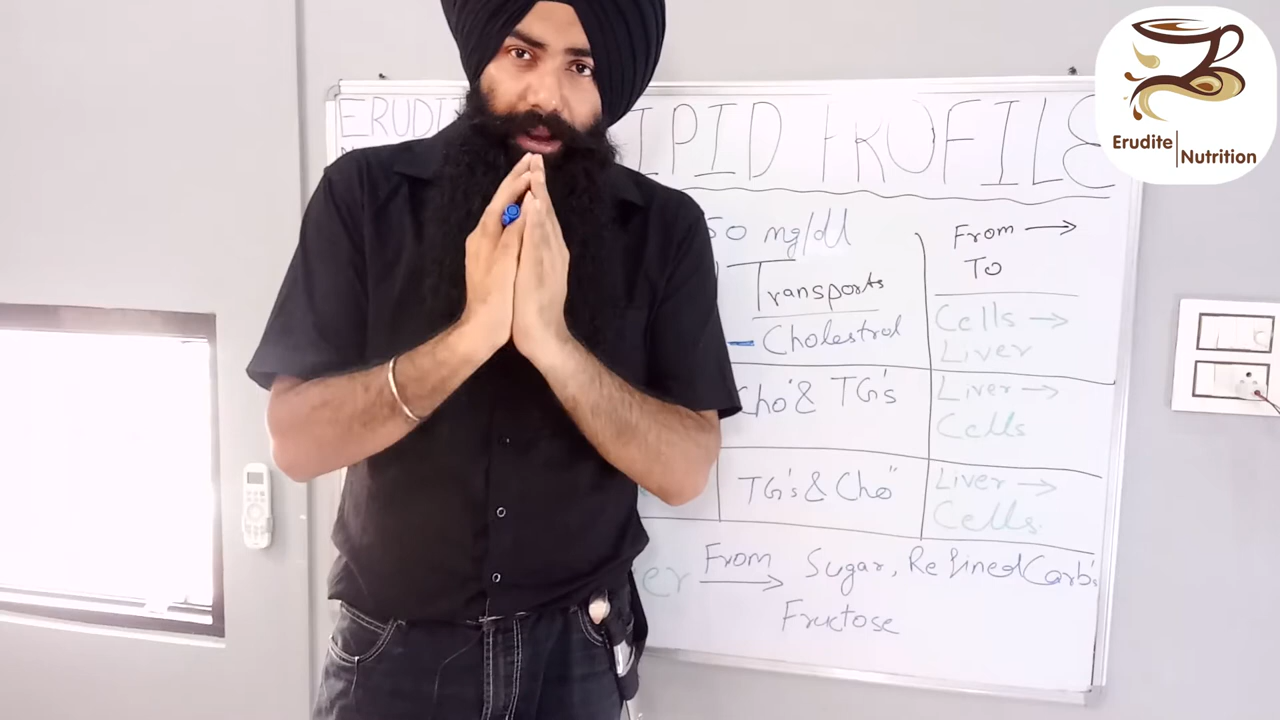 ERUDITE
LIPID PROFILE
50 mg/dl
Transports
Cholestrol
From →
To
Cells →
Liver
Cho' & TG's
Liver →
Cells
TG's & Cho"
Liver →
Cells.
From → Sugar, Refined Carb's
Fructose
Erudite | Nutrition